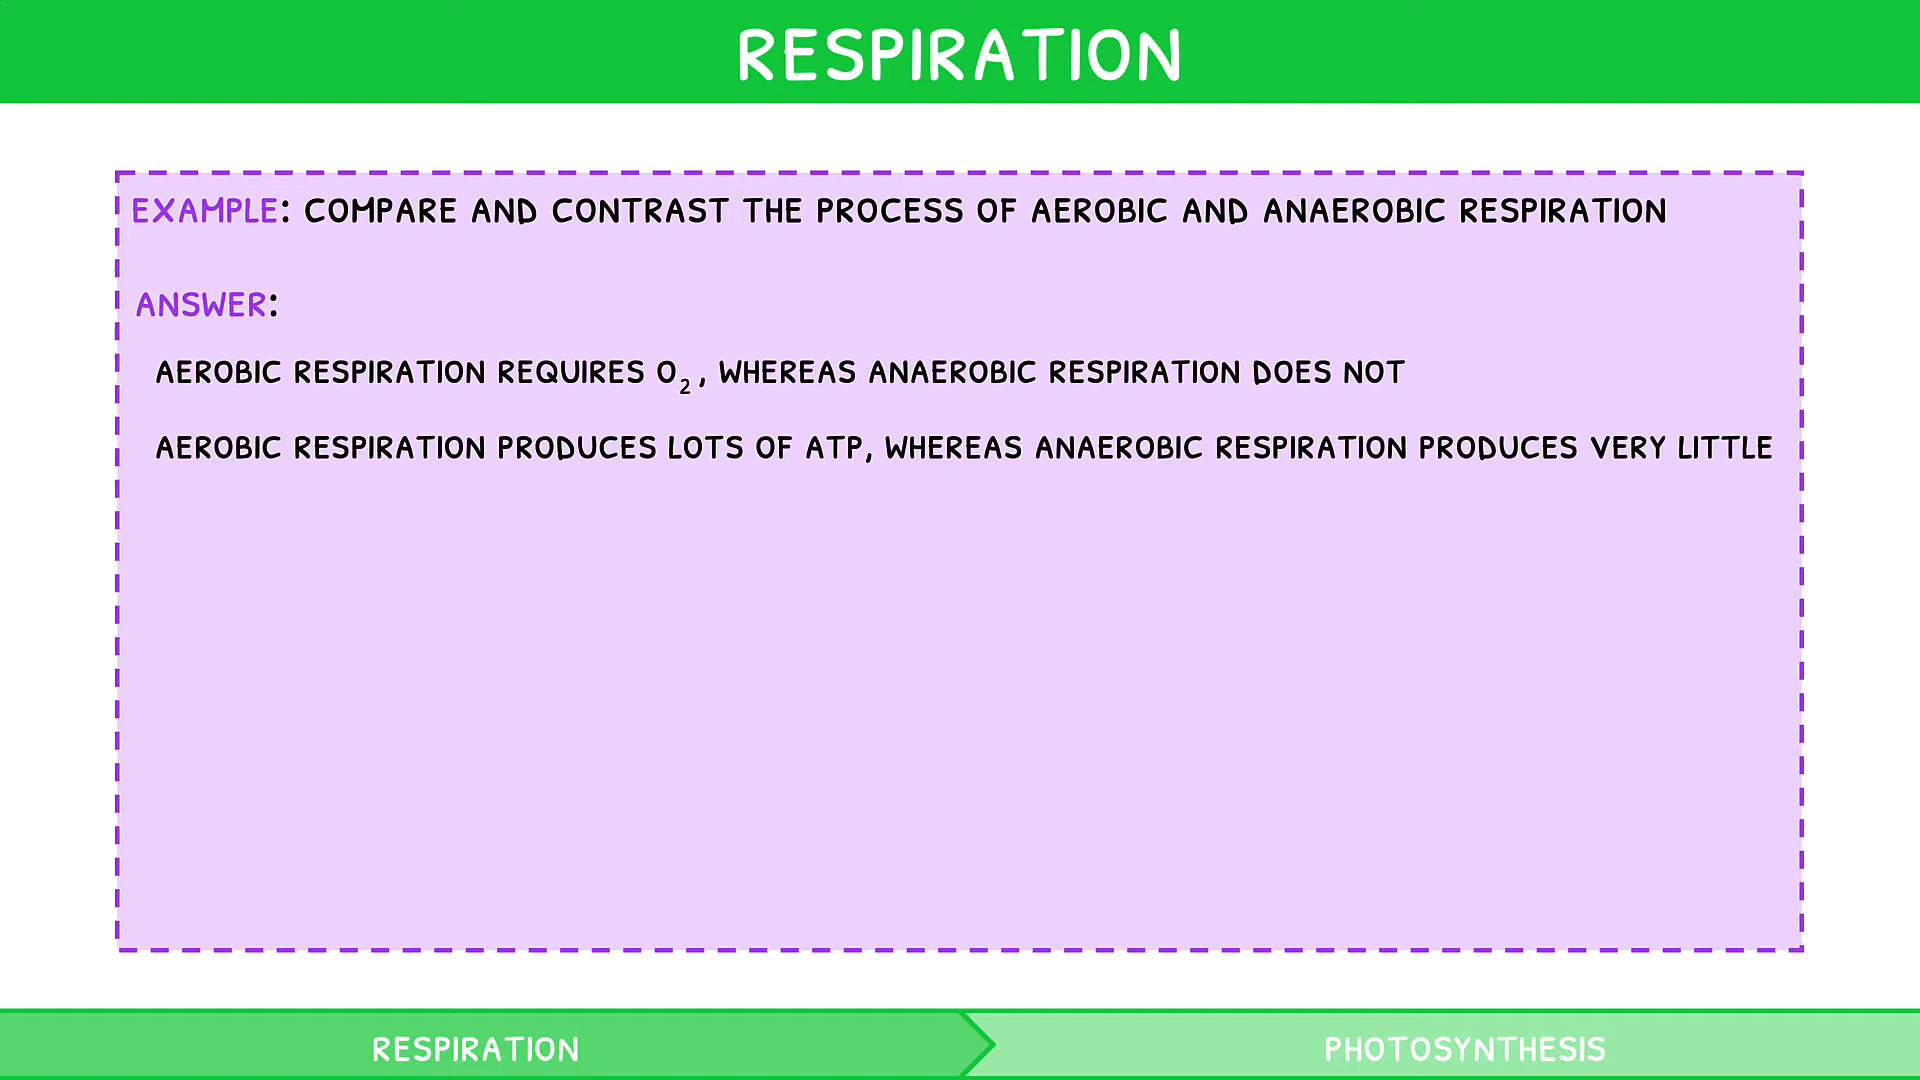 RESPIRATION
EXAMPLE: COMPARE AND CONTRAST THE PROCESS OF AEROBIC AND ANAEROBIC RESPIRATION
ANSWER:
AEROBIC RESPIRATION REQUIRES O₂, WHEREAS ANAEROBIC RESPIRATION DOES NOT
AEROBIC RESPIRATION PRODUCES LOTS OF ATP, WHEREAS ANAEROBIC RESPIRATION PRODUCES VERY LITTLE
RESPIRATION
PHOTOSYNTHESIS